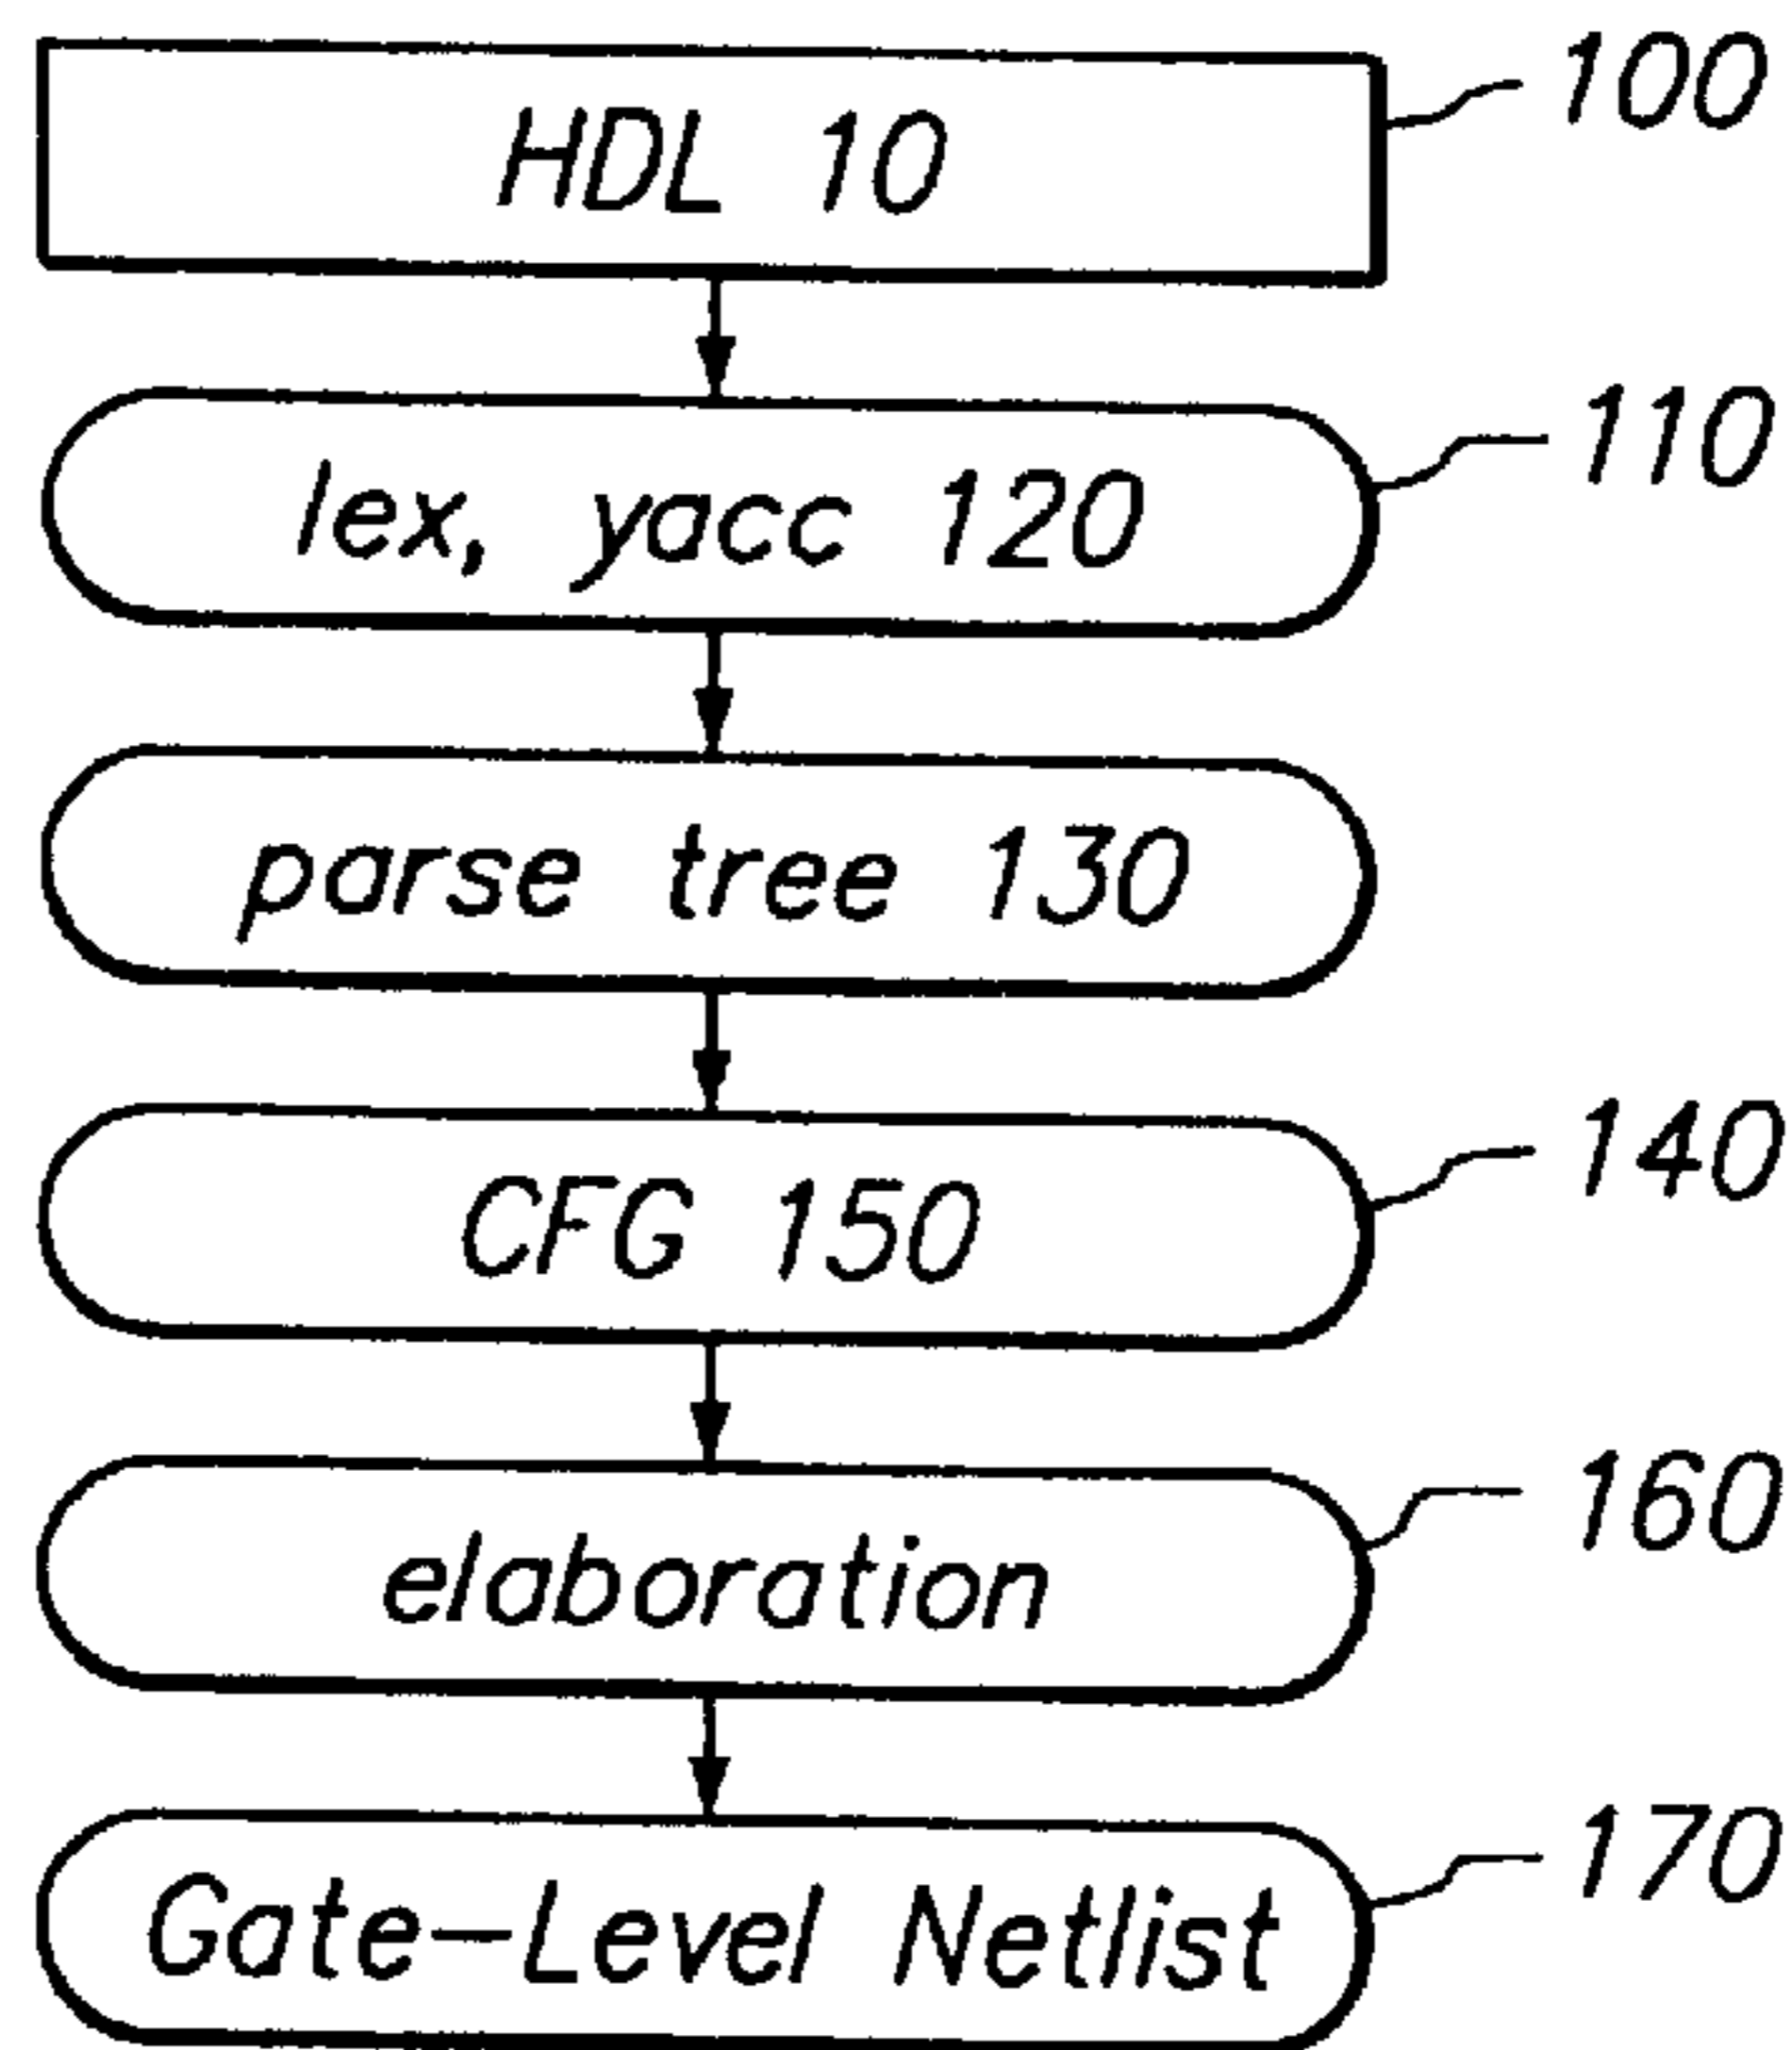 HDL 10
100
lex, yacc 120
110
parse tree 130
CFG 150
140
elaboration
160
Gate-Level Netlist
170